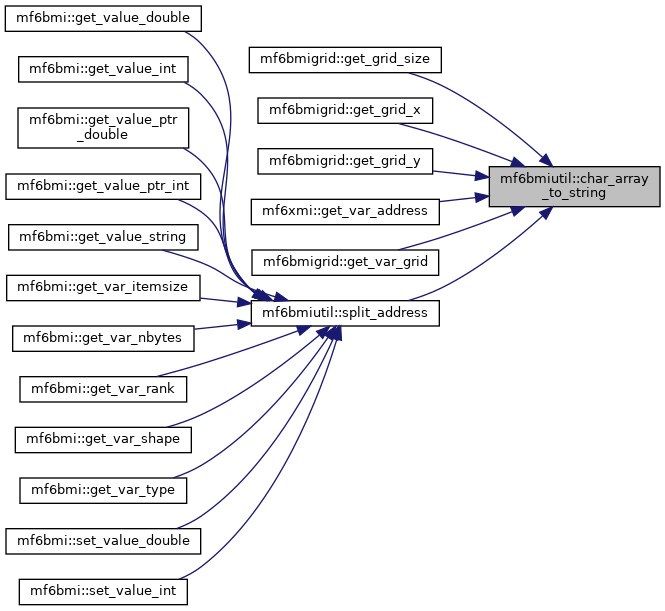 mf6bmi::get_value_double
mf6bmi::get_value_int
mf6bmi::get_value_ptr
_double
mf6bmi::get_value_ptr_int
mf6bmi::get_value_string
mf6bmi::get_var_itemsize
mf6bmi::get_var_nbytes
mf6bmi::get_var_rank
mf6bmi::get_var_shape
mf6bmi::get_var_type
mf6bmi::set_value_double
mf6bmi::set_value_int
mf6bmigrid::get_grid_size
mf6bmigrid::get_grid_x
mf6bmigrid::get_grid_y
mf6xmi::get_var_address
mf6bmigrid::get_var_grid
mf6bmiutil::split_address
mf6bmiutil::char_array
_to_string